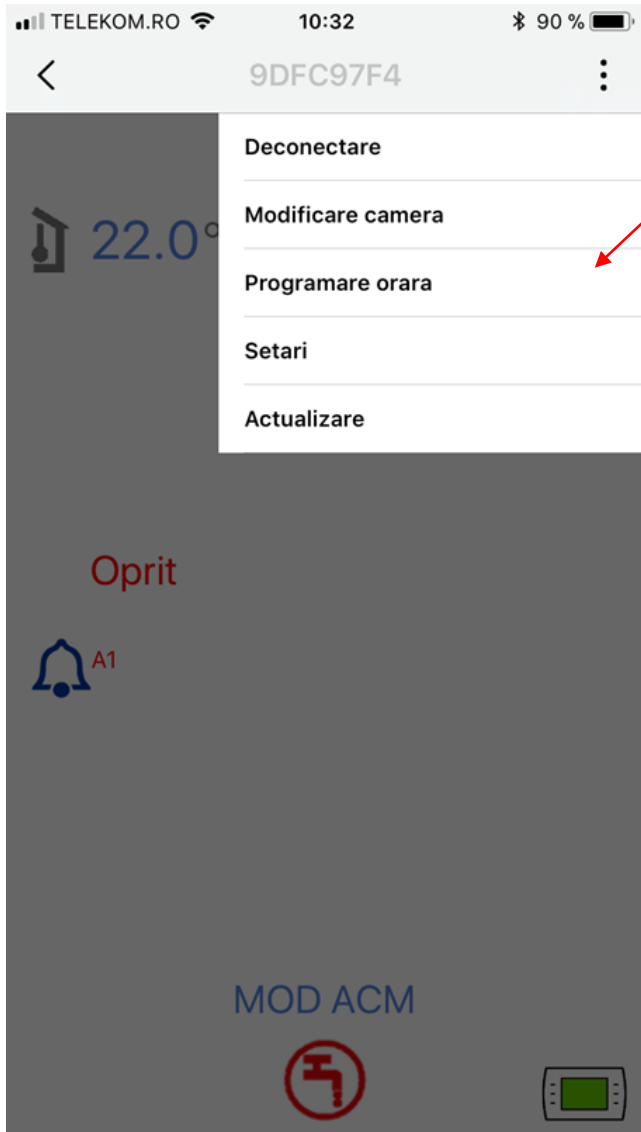 TELEKOM.RO 10:32 90 %
9DFC97F4
Deconectare
Modificare camera
22.0°
Programare orara
Setari
Actualizare
Oprit
A1
MOD ACM